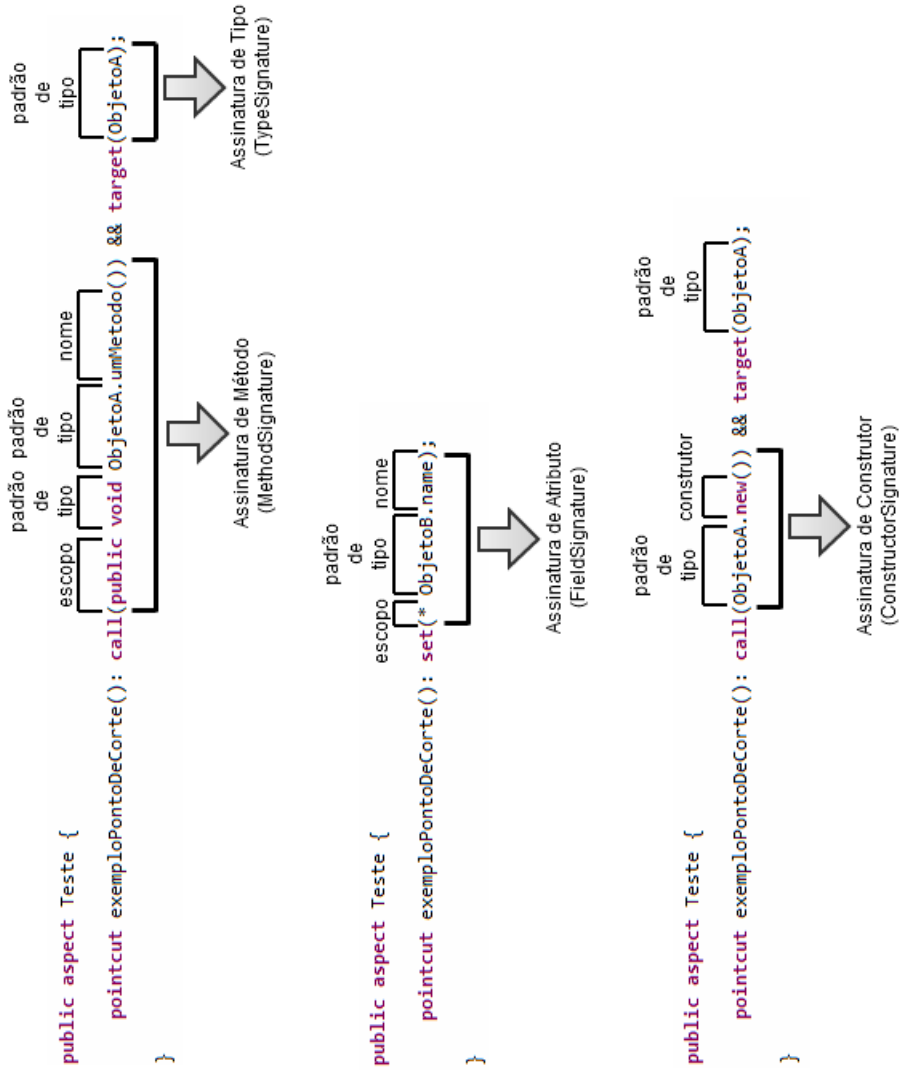 public aspect Teste {
padrão de tipo
padrão de tipo
padrão de tipo
escopo
nome
pointcut exemploPontoDeCorte(): call(public void ObjetoA.umMetodo()) && target(ObjetoA);
}
Assinatura de Método
(MethodSignature)
Assinatura de Tipo
(TypeSignature)
public aspect Teste {
padrão
de
escopo
tipo
nome
pointcut exemploPontoDeCorte(): set(* ObjetoB.name);
}
Assinatura de Atributo
(FieldSignature)
public aspect Teste {
padrão
de
tipo
construtor
padrão
de
tipo
pointcut exemploPontoDeCorte(): call(ObjetoA.new()) && target(ObjetoA);
}
Assinatura de Construtor
(ConstructorSignature)